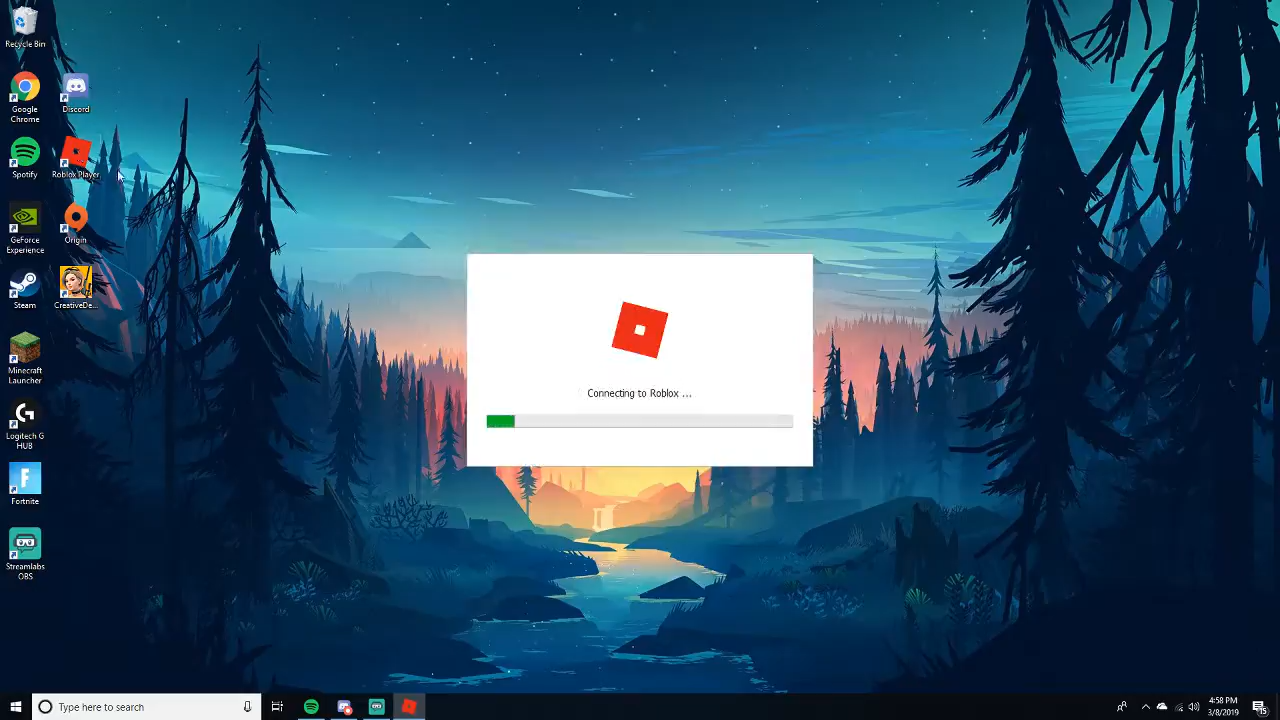 Recycle Bin
Google
Chrome
Discord
Spotify
Roblox Player
GeForce
Experience
Origin
Steam
CreativeDe...
Minecraft
Launcher
Logitech G
HUB
Fortnite
Streamlabs
OBS
Connecting to Roblox ...
Type here to search
4:58 PM
3/8/2019